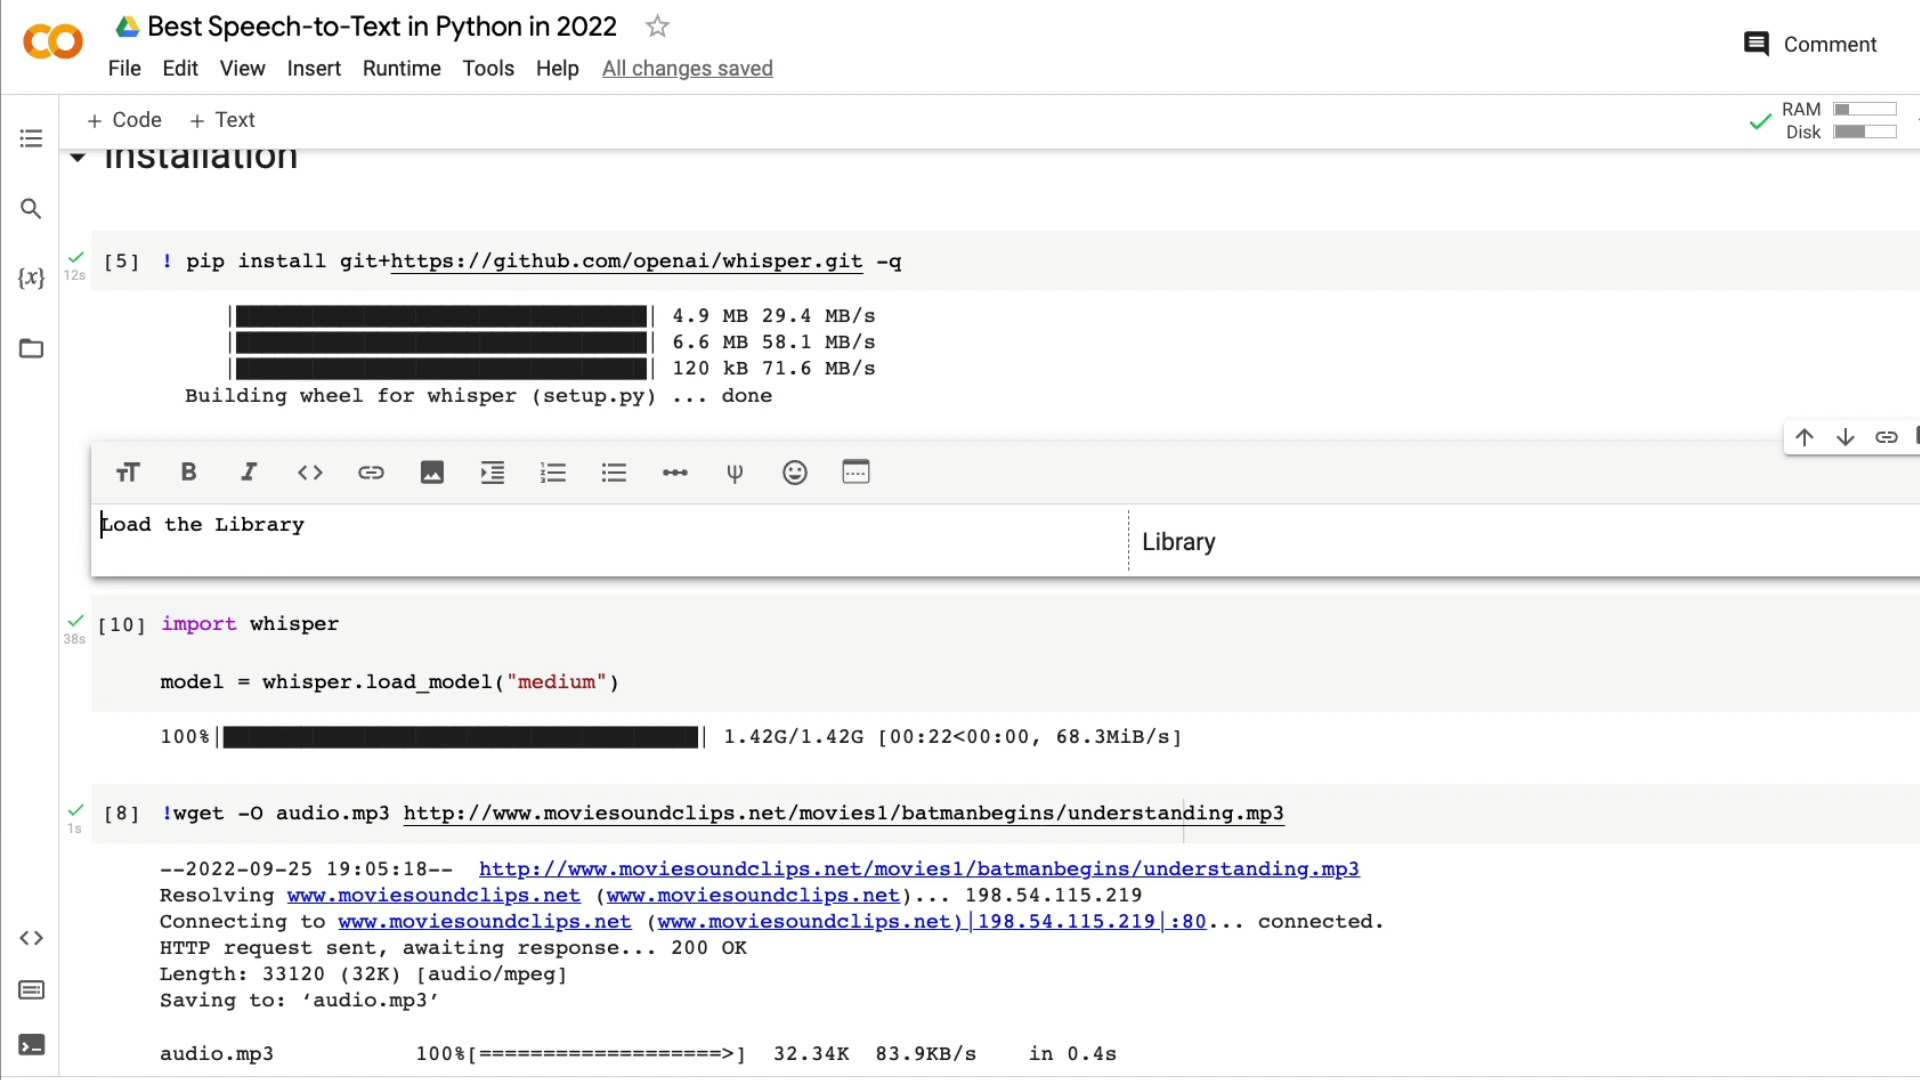 Best Speech-to-Text in Python in 2022
Comment
File Edit View Insert Runtime Tools Help All changes saved
+ Code + Text
RAM
Disk
Installation
12s
[5] ! pip install git+https://github.com/openai/whisper.git -q
4.9 MB 29.4 MB/s
6.6 MB 58.1 MB/s
120 kB 71.6 MB/s
Building wheel for whisper (setup.py) ... done
Load the Library
Library
38s
[10] import whisper
model = whisper.load_model("medium")
100%| | 1.42G/1.42G [00:22<00:00, 68.3MiB/s]
1s
[8] !wget -O audio.mp3 http://www.moviesoundclips.net/movies1/batmanbegins/understanding.mp3
--2022-09-25 19:05:18-- http://www.moviesoundclips.net/movies1/batmanbegins/understanding.mp3
Resolving www.moviesoundclips.net (www.moviesoundclips.net)... 198.54.115.219
Connecting to www.moviesoundclips.net (www.moviesoundclips.net)|198.54.115.219|:80... connected.
HTTP request sent, awaiting response... 200 OK
Length: 33120 (32K) [audio/mpeg]
Saving to: ‘audio.mp3’
audio.mp3 100%[===================>] 32.34K 83.9KB/s in 0.4s